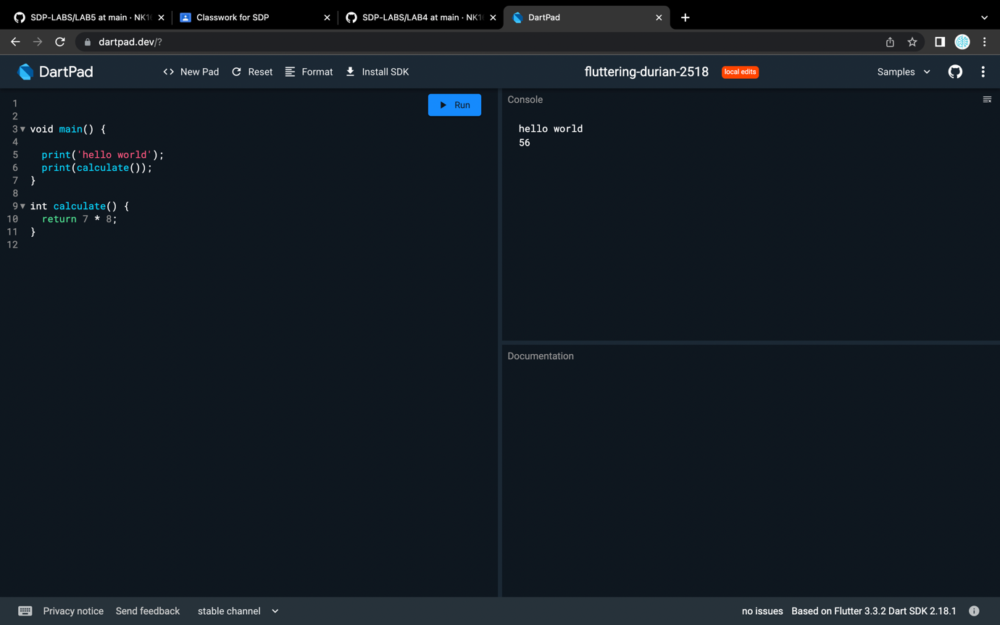 SDP-LABS/LAB5 at main · NK1 Classwork for SDP SDP-LABS/LAB4 at main · NK1 DartPad
dartpad.dev/?
DartPad New Pad Reset Format Install SDK fluttering-durian-2518 local edits Samples
Run
Console
1
2
3 void main() {
4
5 print('hello world');
6 print(calculate());
7 }
8
9 int calculate() {
10 return 7 * 8;
11 }
12
hello world
56
Documentation
Privacy notice Send feedback stable channel no issues Based on Flutter 3.3.2 Dart SDK 2.18.1